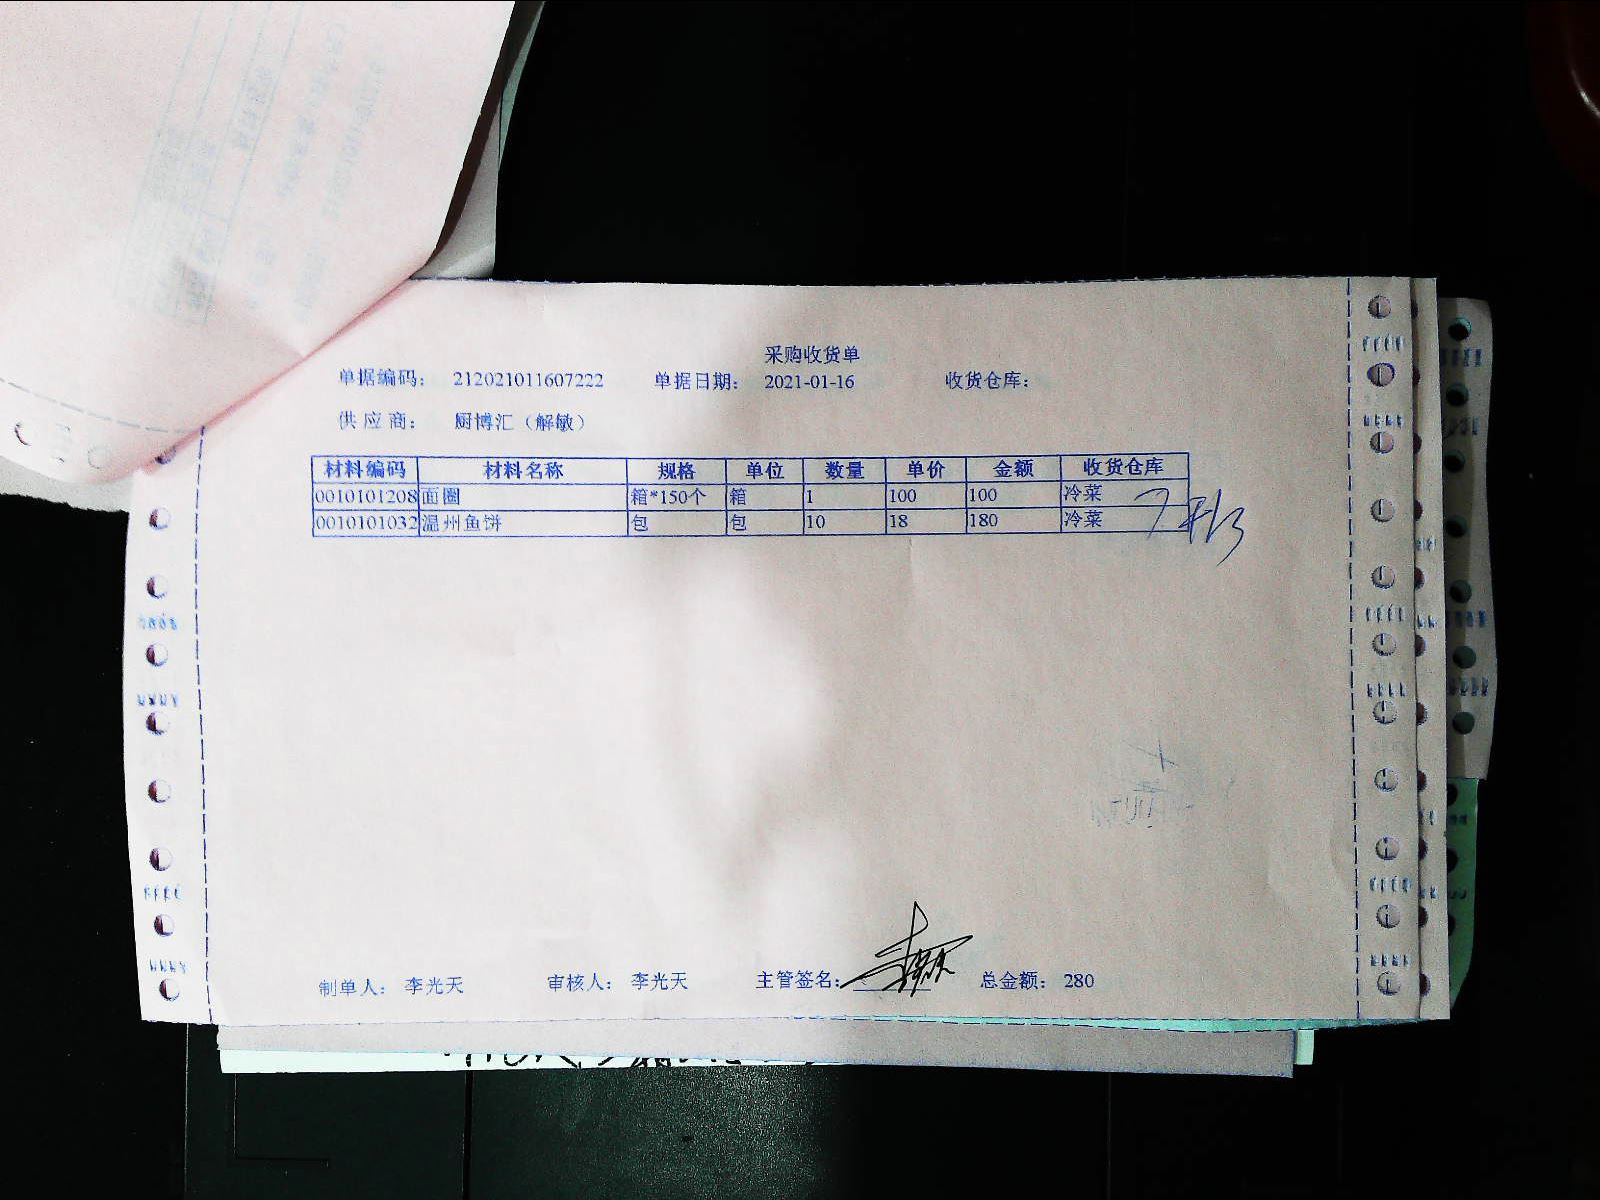 采购收货单
单据编码： 212021011607222 单据日期： 2021-01-16 收货仓库：
供应商： 厨博汇（解敏）
材料编码 材料名称 规格 单位 数量 单价 金额 收货仓库
0010101208 面圈 箱*150个 箱 1 100 100 冷菜
0010101032 温州鱼饼 包 包 10 18 180 冷菜
制单人： 李光天 审核人： 李光天 主管签名： 总金额： 280